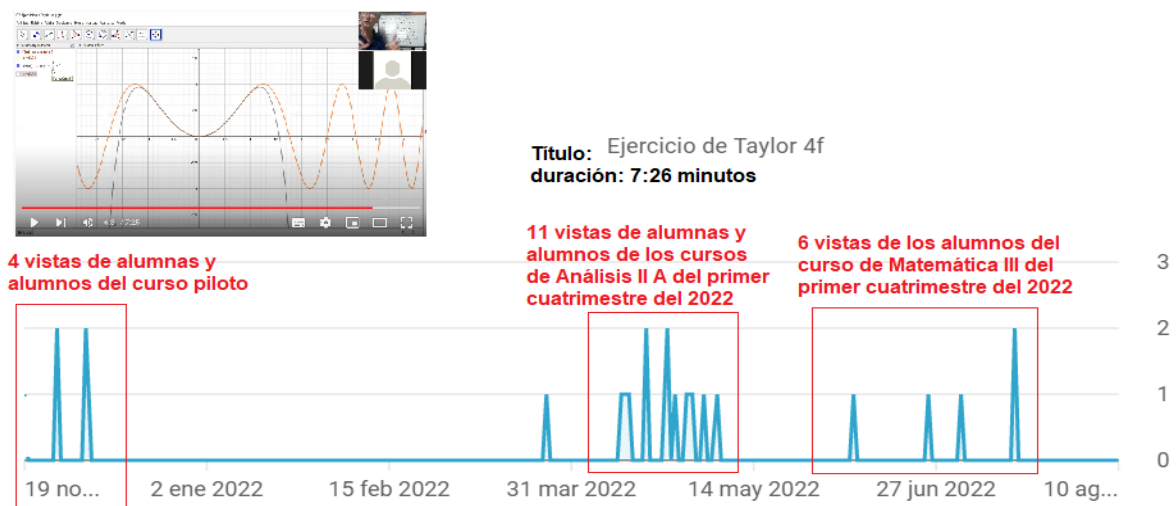 Título: Ejercicio de Taylor 4f
duración: 7:26 minutos
4 vistas de alumnas y
alumnos del curso piloto
11 vistas de alumnas y
alumnos de los cursos
de Análisis II A del primer
cuatrimestre del 2022
6 vistas de los alumnos del
curso de Matemática III del
primer cuatrimestre del 2022
3
2
1
0
19 no...
2 ene 2022
15 feb 2022
31 mar 2022
14 may 2022
27 jun 2022
10 ag...